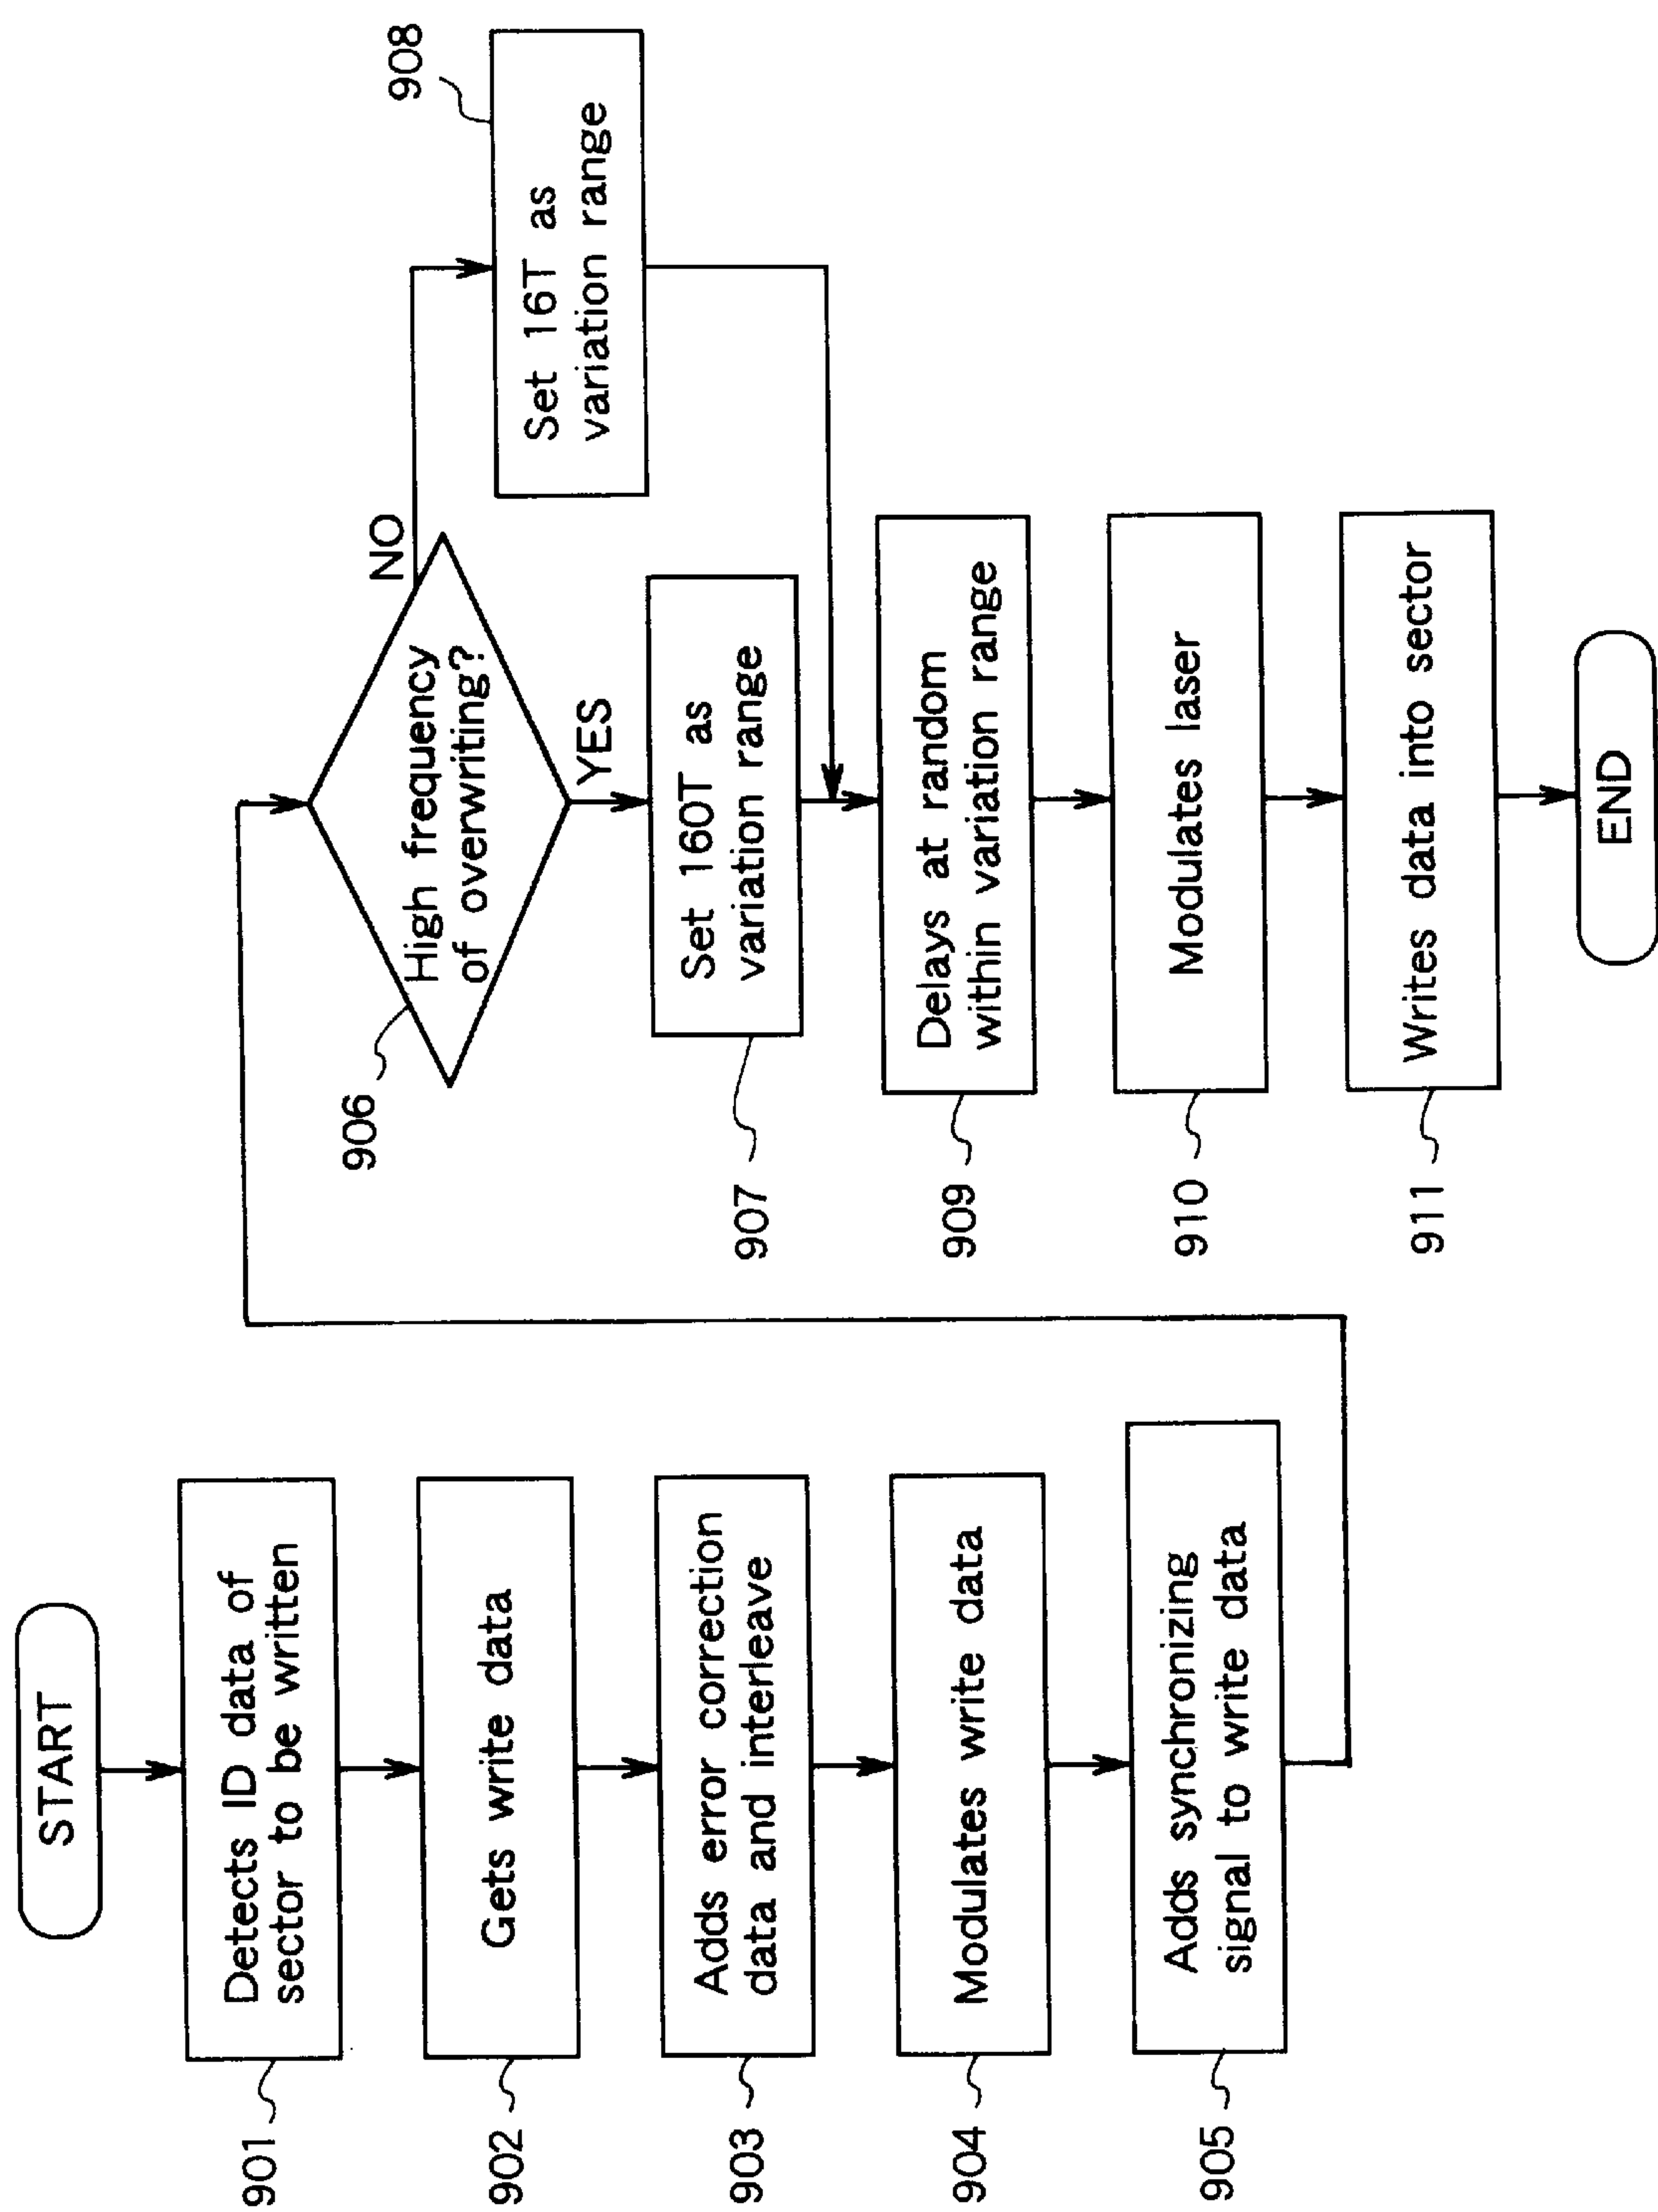 START
901
Detects ID data of
sector to be written
902
Gets write data
903
Adds error correction
data and interleave
904
Modulates write data
905
Adds synchronizing
signal to write data
906
High frequency
of overwriting?
NO
YES
908
Set 16T as
variation range
907
Set 160T as
variation range
909
Delays at random
within variation range
910
Modulates laser
911
Writes data into sector
END